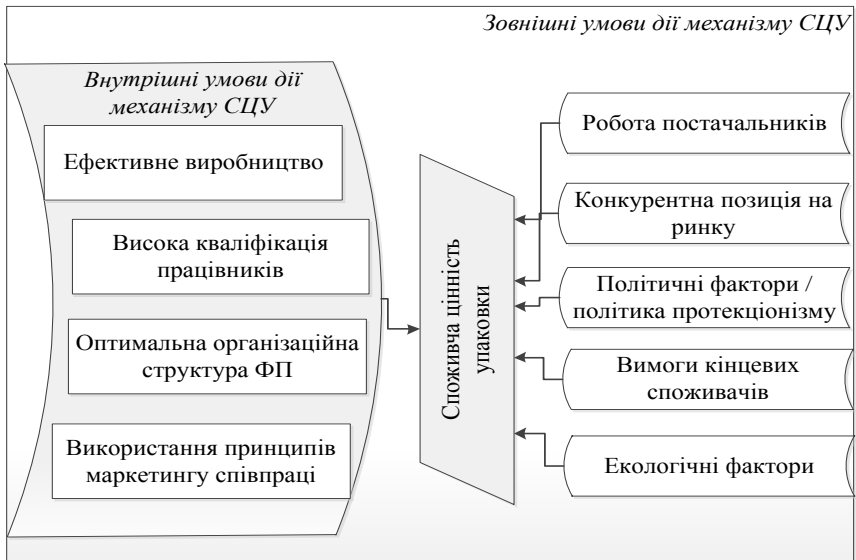 Зовнішні умови дії механізму СЦУ
Внутрішні умови дії
механізму СЦУ
Ефективне виробництво
Висока кваліфікація
працівників
Оптимальна організаційна
структура ФП
Використання принципів
маркетингу співпраці
Споживча цінність
упаковки
Робота постачальників
Конкурентна позиція на
ринку
Політичні фактори /
політика протекціонізму
Вимоги кінцевих
споживачів
Екологічні фактори